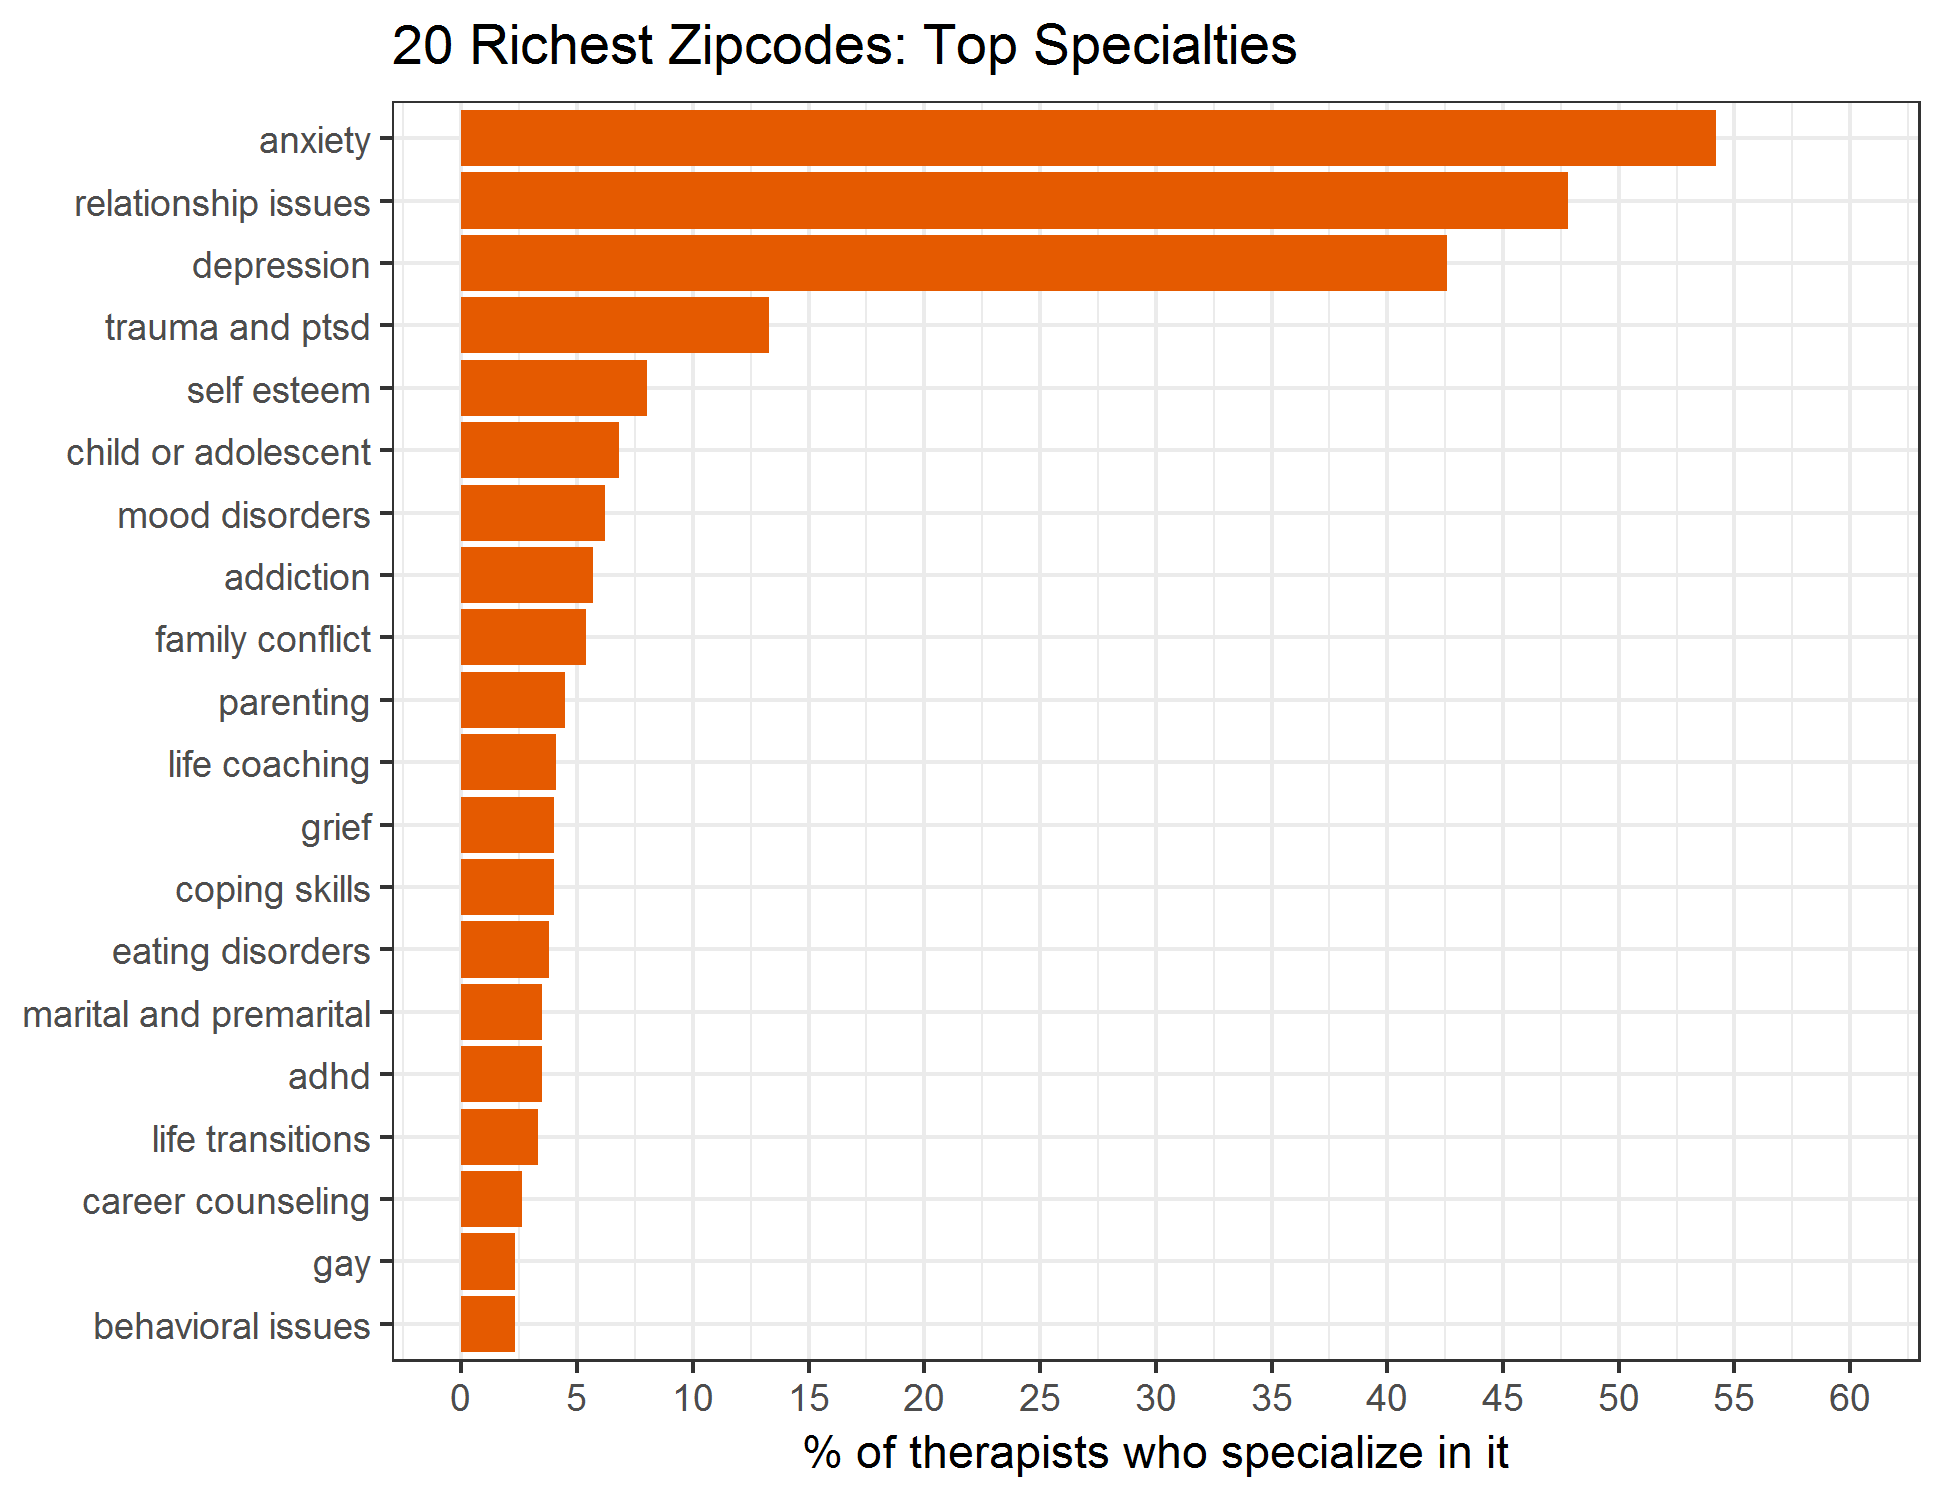 20 Richest Zipcodes: Top Specialties
anxiety
relationship issues
depression
trauma and ptsd
self esteem
child or adolescent
mood disorders
addiction
family conflict
parenting
life coaching
grief
coping skills
eating disorders
marital and premarital
adhd
life transitions
career counseling
gay
behavioral issues
0 5 10 15 20 25 30 35 40 45 50 55 60
% of therapists who specialize in it